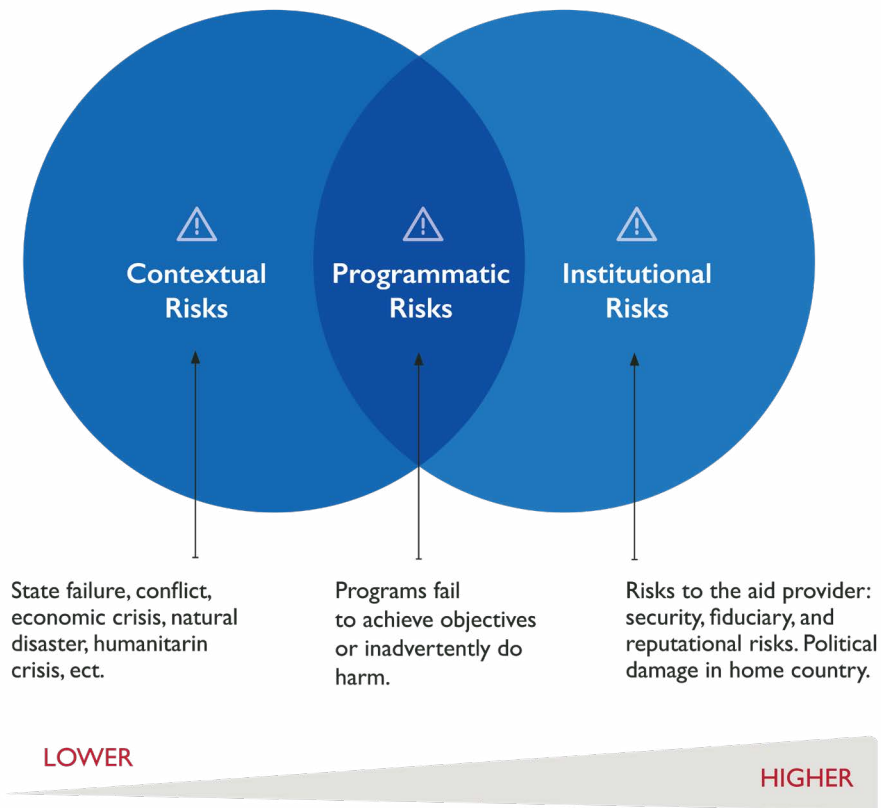 Contextual
Risks
Programmatic
Risks
Institutional
Risks
State failure, conflict,
economic crisis, natural
disaster, humanitarin
crisis, ect.
Programs fail
to achieve objectives
or inadvertently do
harm.
Risks to the aid provider:
security, fiduciary, and
reputational risks. Political
damage in home country.
LOWER
HIGHER